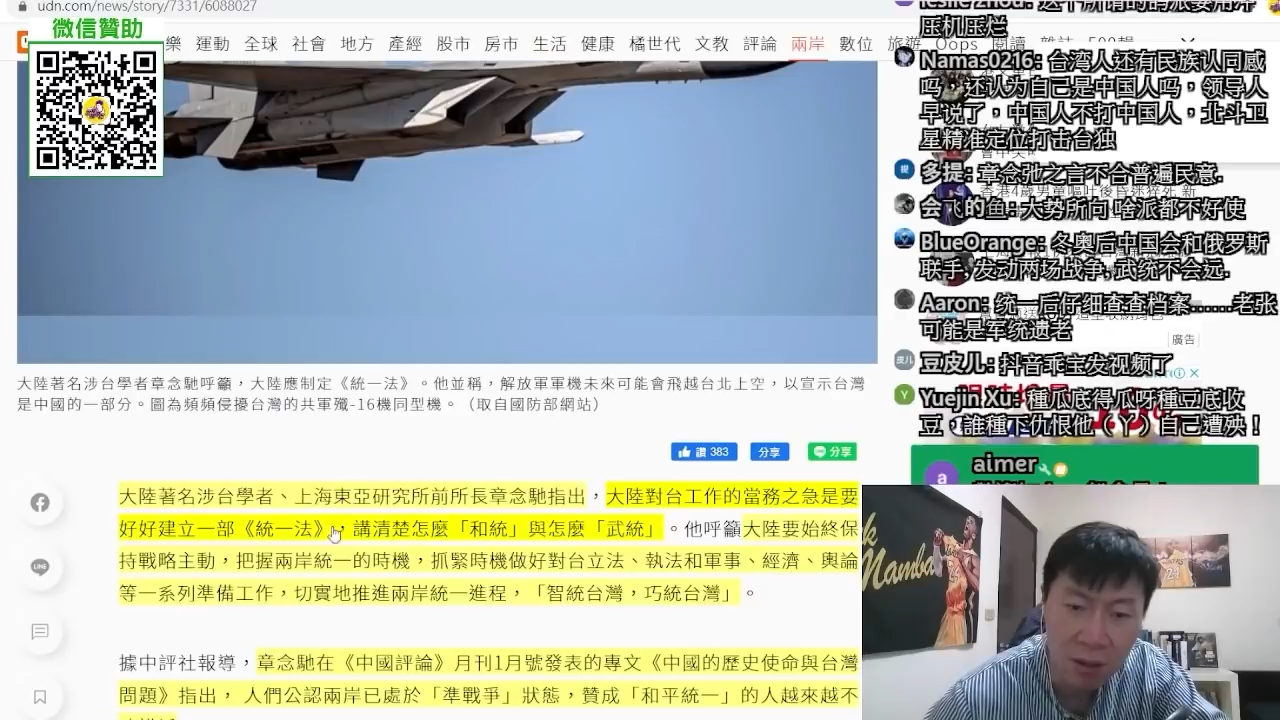 udn.com/news/story/7331/6088027
微信贊助
樂 運動 全球 社會 地方 產經 股市 房市 生活 健康 橘世代 文教 評論 兩岸 數位 旅遊 Oops 閱讀 雜誌
大陸著名涉台學者章念馳呼籲，大陸應制定《統一法》。他並稱，解放軍軍機未來可能會飛越台北上空，以宣示台灣
是中國的一部分。圖為頻頻侵擾台灣的共軍殲-16機同型機。（取自國防部網站）
讚 383 分享 分享
大陸著名涉台學者、上海東亞研究所前所長章念馳指出，大陸對台工作的當務之急是要
好好建立一部《統一法》，講清楚怎麼「和統」與怎麼「武統」。他呼籲大陸要始終保
持戰略主動，把握兩岸統一的時機，抓緊時機做好對台立法、執法和軍事、經濟、輿論
等一系列準備工作，切實地推進兩岸統一進程，「智統台灣，巧統台灣」。
據中評社報導，章念馳在《中國評論》月刊1月號發表的專文《中國的歷史使命與台灣
問題》指出， 人們公認兩岸已處於「準戰爭」狀態，贊成「和平統一」的人越來越不
压机压烂
Namas0216: 台湾人还有民族认同感
吗，还认为自己是中国人吗，领导人
早说了，中国人不打中国人，北斗卫
星精准定位打击台独
多提: 章念弛之言不合普遍民意.
会飞的鱼: 大势所向 啥派都不好使
BlueOrange: 冬奥后中国会和俄罗斯
联手, 发动两场战争, 武统不会远.
Aaron: 统一后仔细查查档案......老张
可能是军统遗老
廣告
豆皮儿: 抖音乖宝发视频了
Yuejin Xu: 種瓜底得瓜呀種豆底收
豆，誰種下仇恨他（丫）自己遭殃！
aimer
Mamba